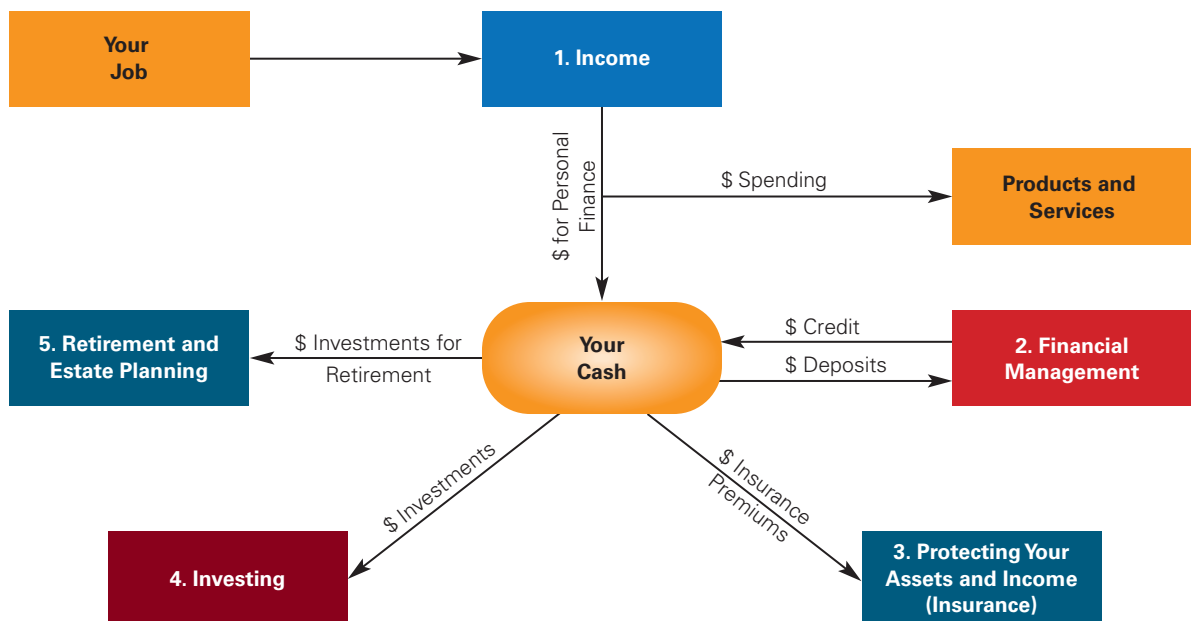 Your
Job
1. Income
$ for Personal
Finance
$ Spending
Products and
Services
5. Retirement and
Estate Planning
$ Investments for
Retirement
Your
Cash
$ Credit
$ Deposits
2. Financial
Management
$ Investments
$ Insurance
Premiums
4. Investing
3. Protecting Your
Assets and Income
(Insurance)